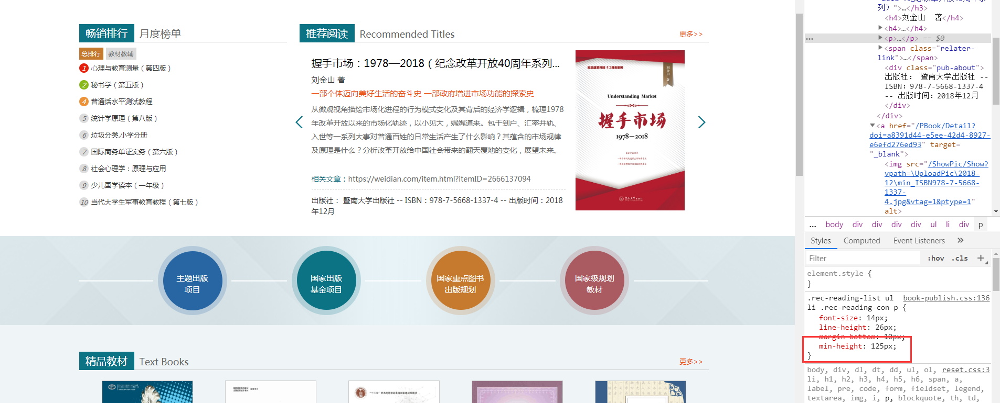 畅销排行 月度榜单
总排行 教材教辅
1 心理与教育测量（第四版）
2 秘书学（第五版）
4 普通话水平测试教程
5 统计学原理（第八版）
6 垃圾分类.小学分册
7 国际商务单证实务（第六版）
8 社会心理学：原理与应用
9 少儿国学读本（一年级）
10 当代大学生军事教育教程（第七版）
推荐阅读 Recommended Titles 更多>>
握手市场：1978—2018（纪念改革开放40周年系列...
刘金山 著
一部个体迈向美好生活的奋斗史 一部政府增进市场功能的探索史
从微观视角描绘市场化进程的行为模式变化及其背后的经济学逻辑，梳理1978
年改革开放以来的市场化轨迹，以小见大，娓娓道来。包干到户、汇率并轨、
入世等一系列大事对普通百姓的日常生活产生了什么影响？其蕴含的市场规律
及原理是什么？分析改革开放给中国社会带来的翻天覆地的变化，展望未来。
相关文章：https://weidian.com/item.html?itemID=2666137094
出版社： 暨南大学出版社 -- ISBN：978-7-5668-1337-4 -- 出版时间：2018
年12月
纪念改革开放40周年系列
刘金山 著
Understanding Market
握手市场
1978—2018
暨南大学出版社
主题出版
项目
国家出版
基金项目
国家重点图书
出版规划
国家级规划
教材
精品教材 Text Books 更多>>
列）">…</h3>
<h4>刘金山  著</h4>
<h4>…</h4>
... <p>…</p> == $0
<span class="relater-
link">…</span>
<div class="pub-about">
出版社： 暨南大学出版社 --
ISBN：978-7-5668-1337-4
-- 出版时间：2018年12月
</div>
</div>
<a href="/PBook/Detail?
doi=a8391d44-e5ee-42d4-8927-
e6efd276ed93" target=
"_blank">
<img src="/ShowPic/Show?
vpath=\UploadPic\2018-
12\min_ISBN978-7-5668-
1337-
4.jpg&vtag=1&ptype=1"
alt>
... body div div div div ul li div p
Styles Computed Event Listeners »
Filter :hov .cls +
element.style {
}
.rec-reading-list ul book-publish.css:136
li .rec-reading-con p {
font-size: 14px;
line-height: 26px;
margin-bottom: 10px;
min-height: 125px;
}
body, div, dl, dt, dd, ul, ol, reset.css:3
li, h1, h2, h3, h4, h5, h6, span, a,
label, pre, code, form, fieldset, legend,
textarea, img, i, p, blockquote, th, td,